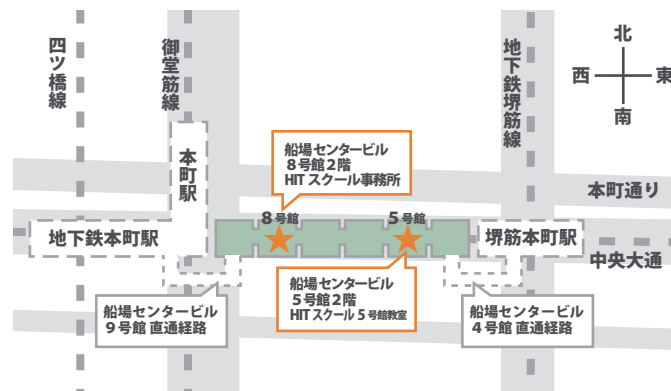 四ツ橋線
御堂筋線
地下鉄堺筋線
北
西
東
南
本町駅
船場センタービル
8号館2階
HITスクール事務所
本町通り
8号館
5号館
地下鉄本町駅
堺筋本町駅
中央大通
船場センタービル
5号館2階
HITスクール5号館教室
船場センタービル
9号館 直通経路
船場センタービル
4号館 直通経路